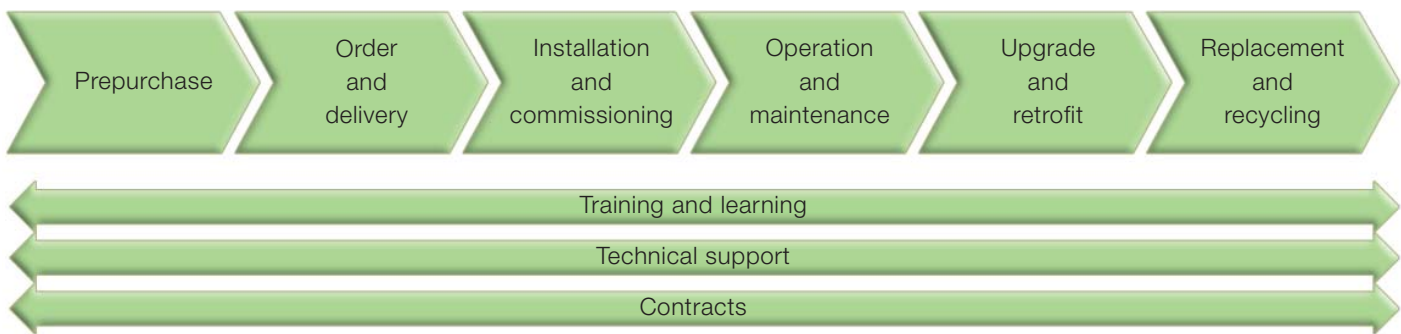 Prepurchase
Order
and
delivery
Installation
and
commissioning
Operation
and
maintenance
Upgrade
and
retrofit
Replacement
and
recycling
Training and learning
Technical support
Contracts